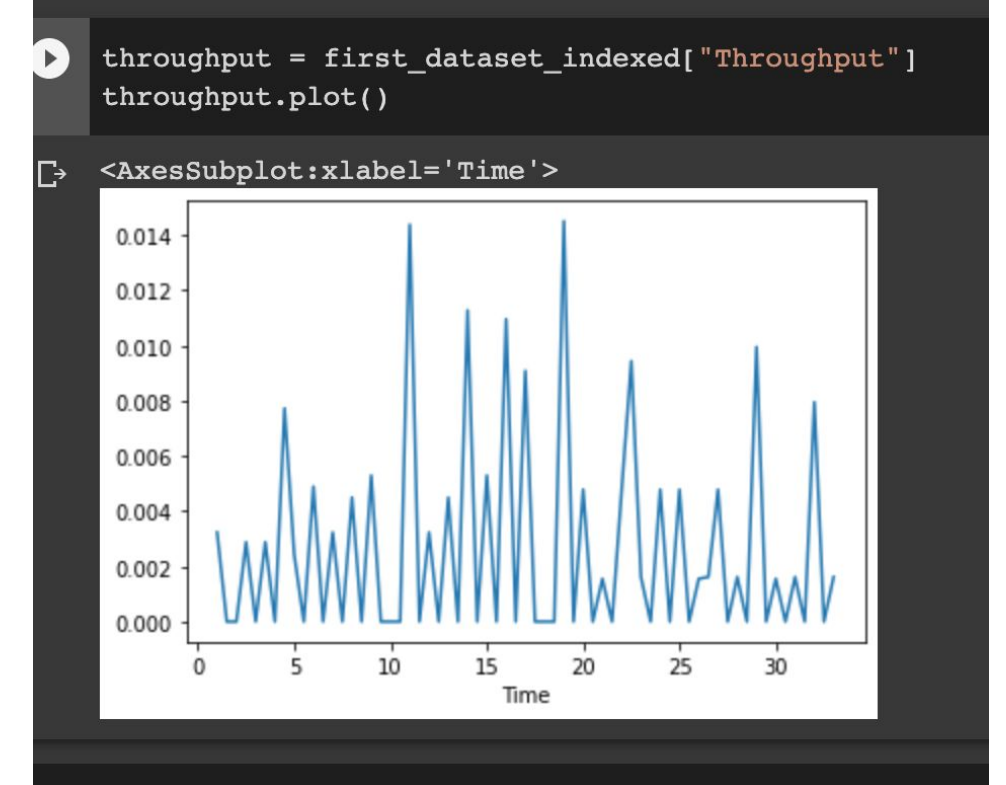 throughput = first_dataset_indexed["Throughput"]
throughput.plot()
<AxesSubplot:xlabel='Time'>
0.014
0.012
0.010
0.008
0.006
0.004
0.002
0.000
0 5 10 15 20 25 30
Time